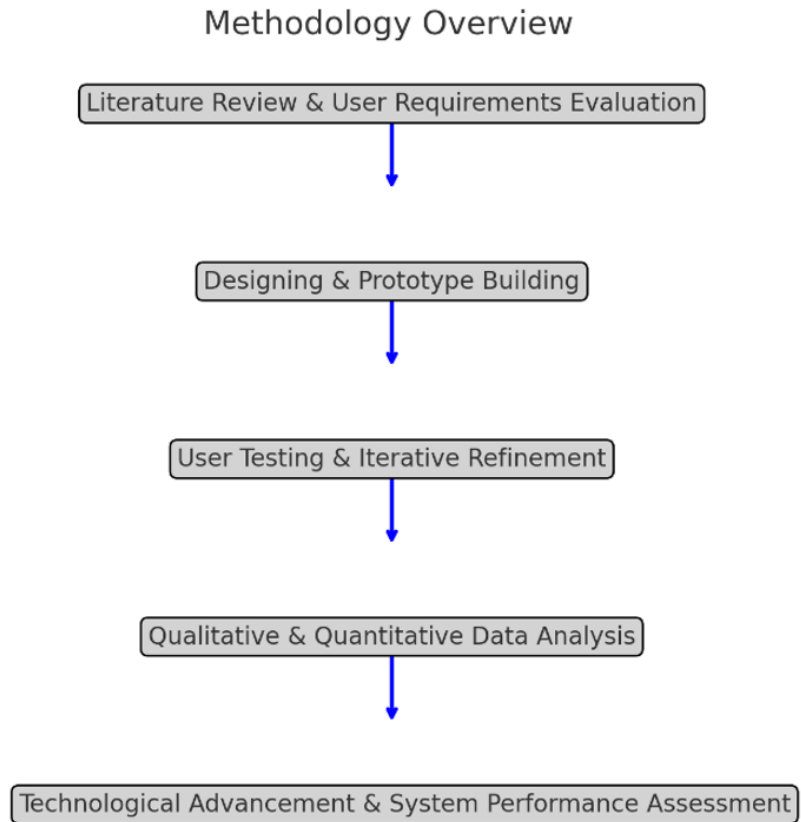 Methodology Overview
Literature Review & User Requirements Evaluation
Designing & Prototype Building
User Testing & Iterative Refinement
Qualitative & Quantitative Data Analysis
Technological Advancement & System Performance Assessment